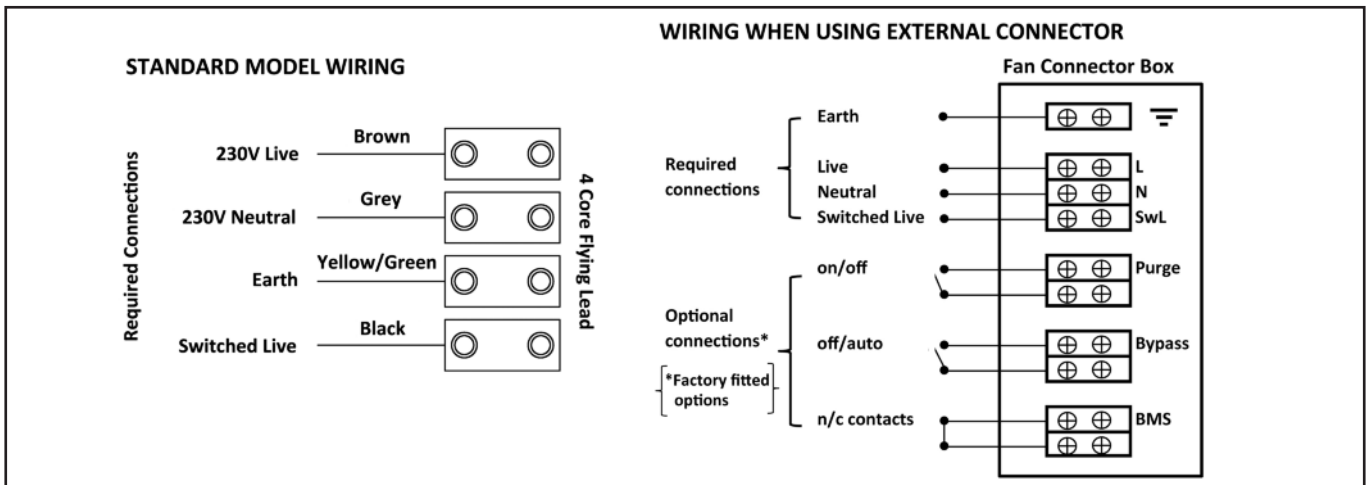 STANDARD MODEL WIRING
Required Connections
230V Live
Brown
230V Neutral
Grey
Earth
Yellow/Green
Switched Live
Black
4 Core Flying Lead
WIRING WHEN USING EXTERNAL CONNECTOR
Fan Connector Box
Required
connections
Earth
Live
L
Neutral
N
Switched Live
SwL
Optional
connections*
*Factory fitted
options
on/off
Purge
off/auto
Bypass
n/c contacts
BMS